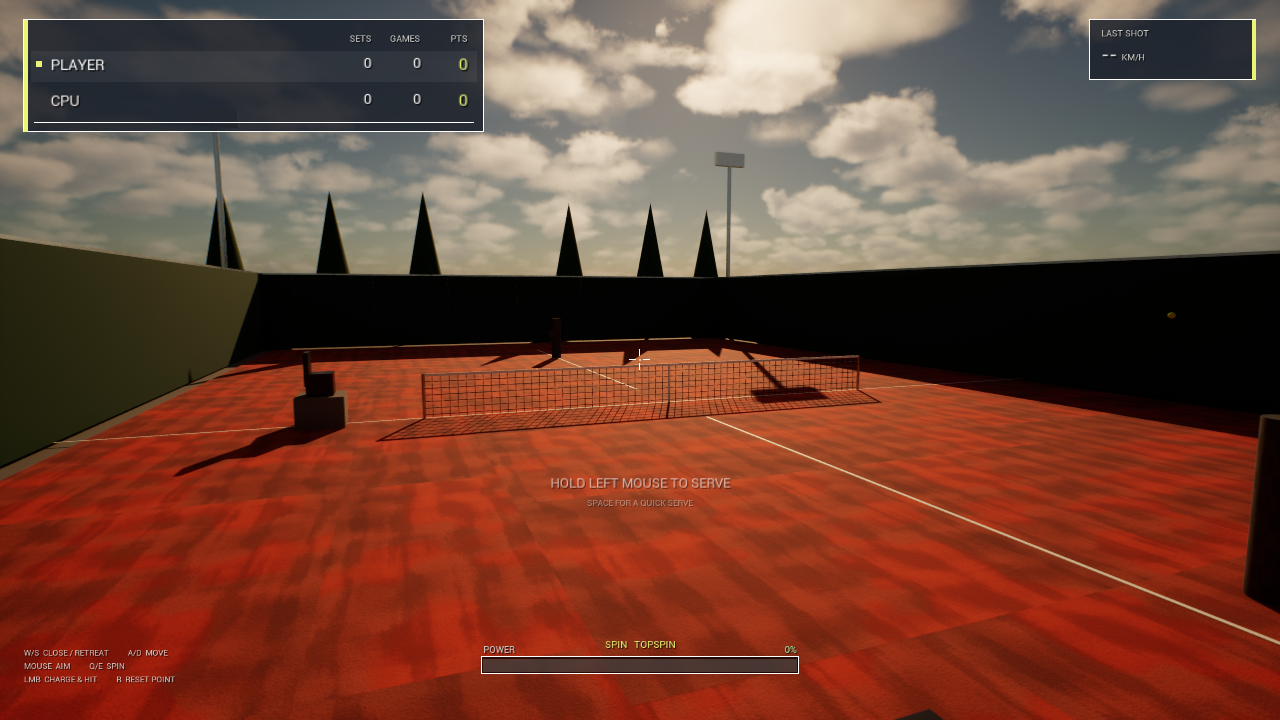 SETS GAMES PTS
PLAYER 0 0 0
CPU 0 0 0
LAST SHOT
-- KM/H
HOLD LEFT MOUSE TO SERVE
SPACE FOR A QUICK SERVE
SPIN TOPSPIN
POWER 0%
W/S CLOSE / RETREAT A/D MOVE
MOUSE AIM Q/E SPIN
LMB CHARGE & HIT R RESET POINT